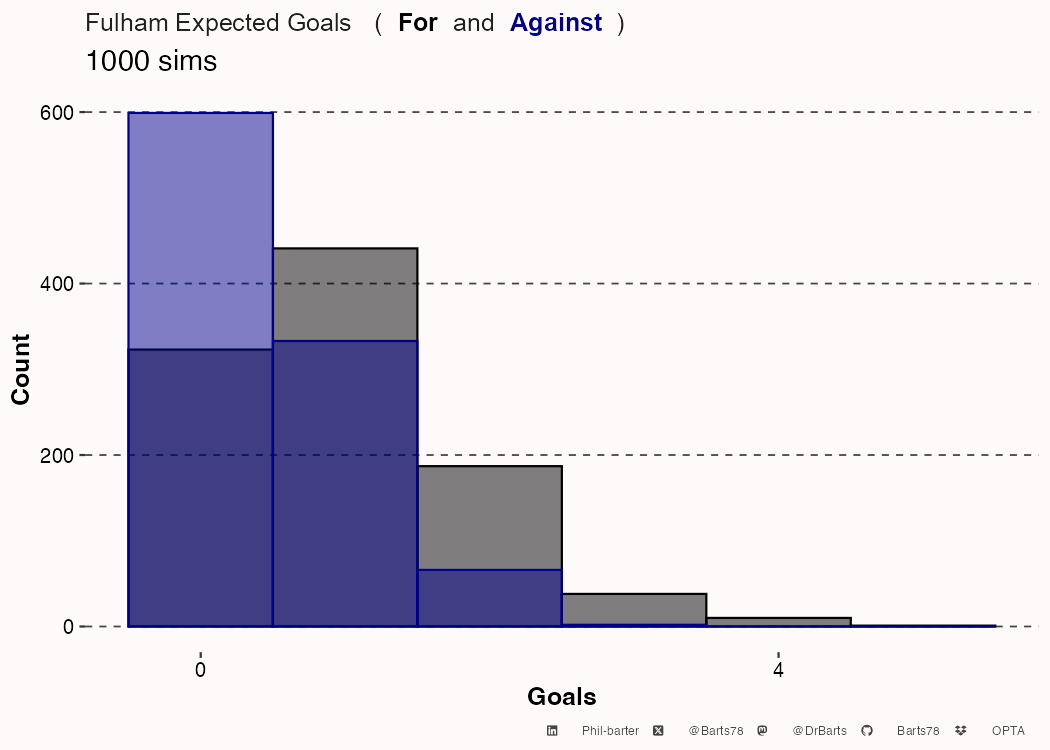 Fulham Expected Goals ( For and Against )
1000 sims
600
400
200
0
Count
0 4
Goals
Phil-barter @Barts78 @DrBarts Barts78 OPTA